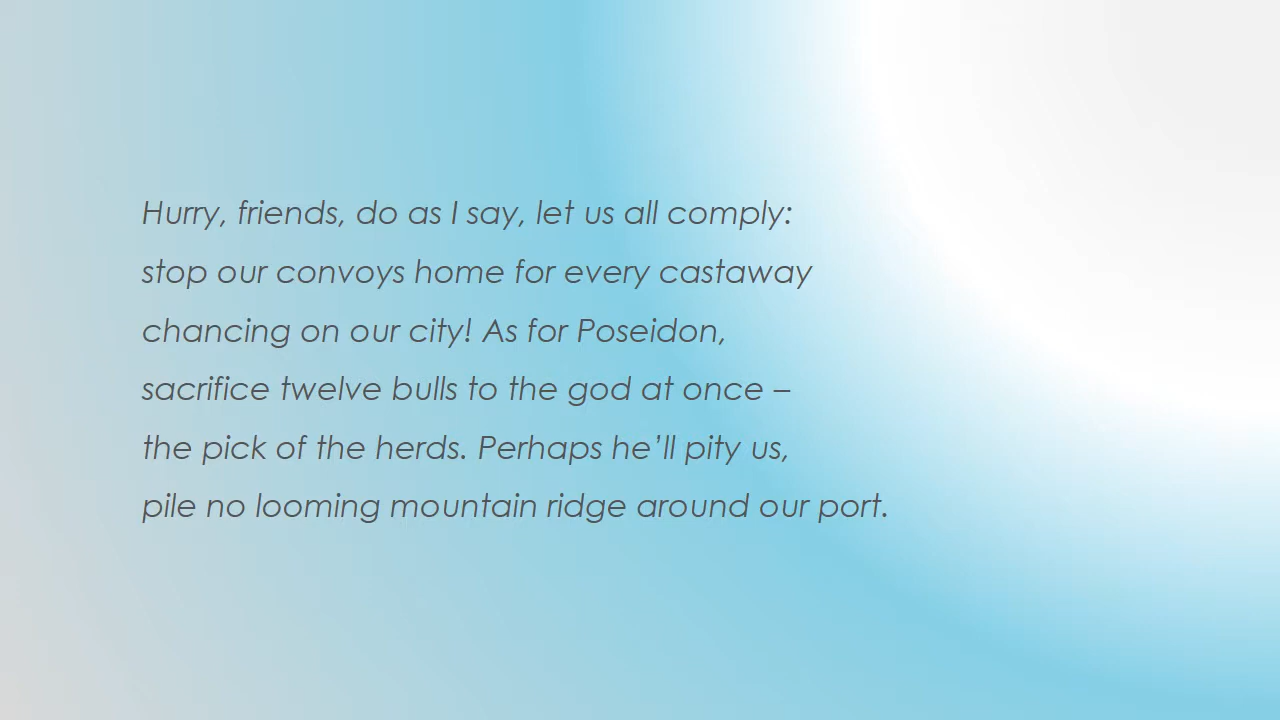 Hurry, friends, do as I say, let us all comply:
stop our convoys home for every castaway
chancing on our city! As for Poseidon,
sacrifice twelve bulls to the god at once –
the pick of the herds. Perhaps he’ll pity us,
pile no looming mountain ridge around our port.